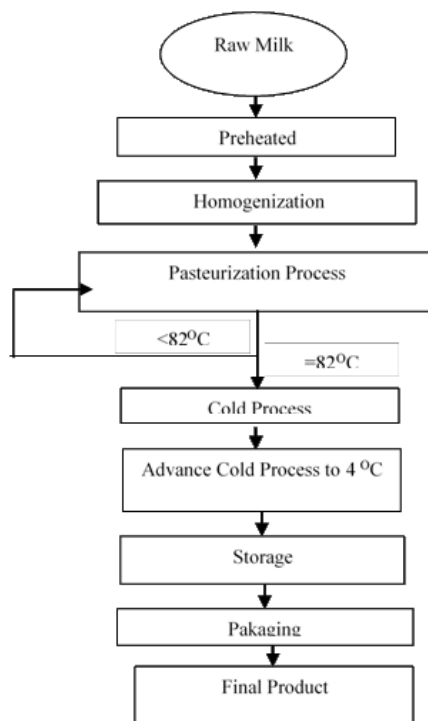 Raw Milk
Preheated
Homogenization
Pasteurization Process
<82ᴼC
=82ᴼC
Cold Process
Advance Cold Process to 4 ᴼC
Storage
Pakaging
Final Product